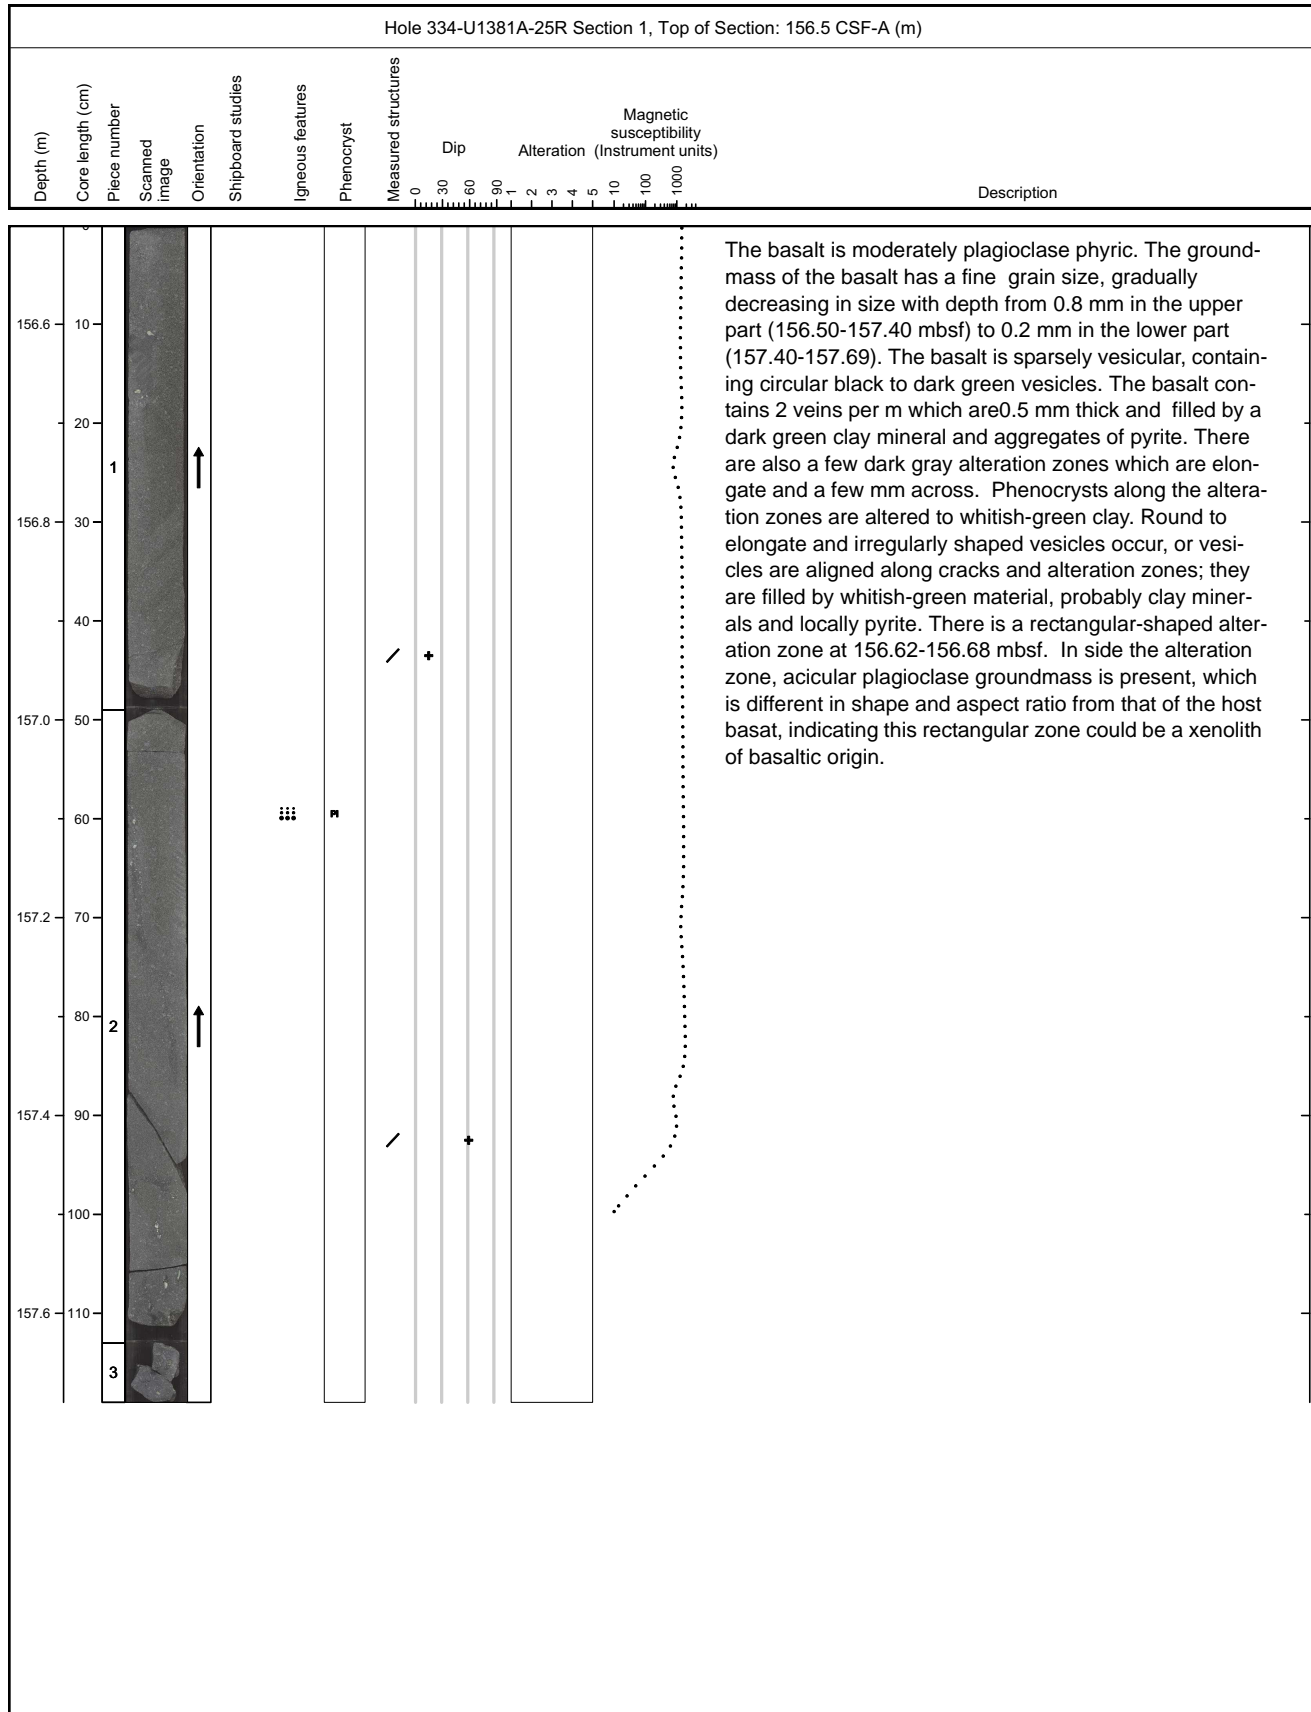 Hole 334-U1381A-25R Section 1, Top of Section: 156.5 CSF-A (m)
Depth (m)
Core length (cm)
Piece number
Scanned
image
Orientation
Shipboard studies
Igneous features
Phenocryst
Measured structures
Dip
0 30 60 90
Alteration
1 2 3 4 5
Magnetic
susceptibility
(Instrument units)
10 100 1000
Description
The basalt is moderately plagioclase phyric. The ground-
mass of the basalt has a fine  grain size, gradually
decreasing in size with depth from 0.8 mm in the upper
part (156.50-157.40 mbsf) to 0.2 mm in the lower part
(157.40-157.69). The basalt is sparsely vesicular, contain-
ing circular black to dark green vesicles. The basalt con-
tains 2 veins per m which are0.5 mm thick and  filled by a
dark green clay mineral and aggregates of pyrite. There
are also a few dark gray alteration zones which are elon-
gate and a few mm across.  Phenocrysts along the altera-
tion zones are altered to whitish-green clay. Round to
elongate and irregularly shaped vesicles occur, or vesi-
cles are aligned along cracks and alteration zones; they
are filled by whitish-green material, probably clay miner-
als and locally pyrite. There is a rectangular-shaped alter-
ation zone at 156.62-156.68 mbsf.  In side the alteration
zone, acicular plagioclase groundmass is present, which
is different in shape and aspect ratio from that of the host
basat, indicating this rectangular zone could be a xenolith
of basaltic origin.
156.6 10
20
1
156.8 30
40
157.0 50
60
Pl
157.2 70
80
2
157.4 90
100
157.6 110
3